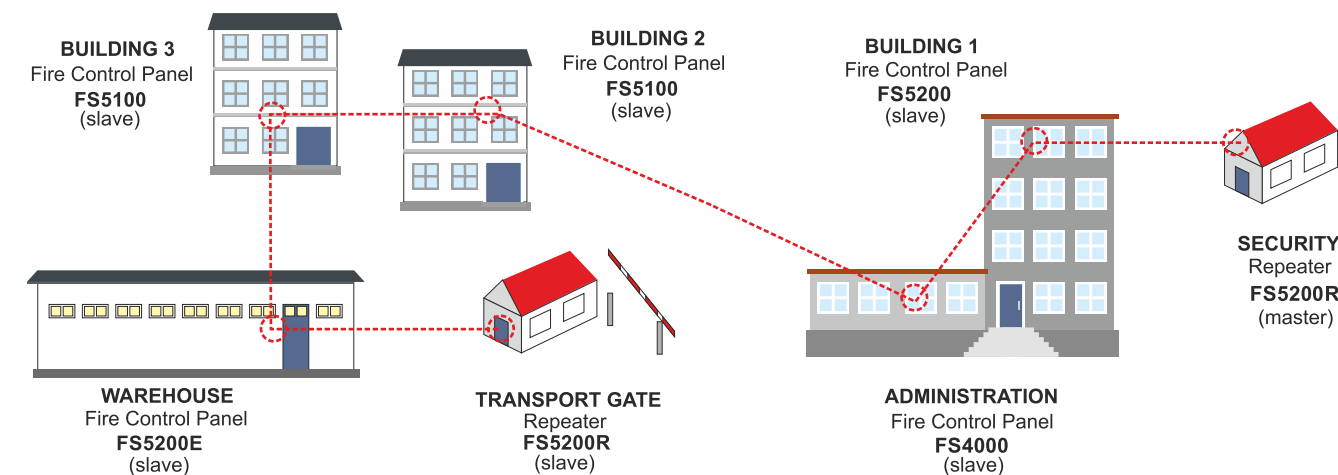 BUILDING 3
Fire Control Panel
FS5100
(slave)
BUILDING 2
Fire Control Panel
FS5100
(slave)
BUILDING 1
Fire Control Panel
FS5200
(slave)
SECURITY
Repeater
FS5200R
(master)
WAREHOUSE
Fire Control Panel
FS5200E
(slave)
TRANSPORT GATE
Repeater
FS5200R
(slave)
ADMINISTRATION
Fire Control Panel
FS4000
(slave)